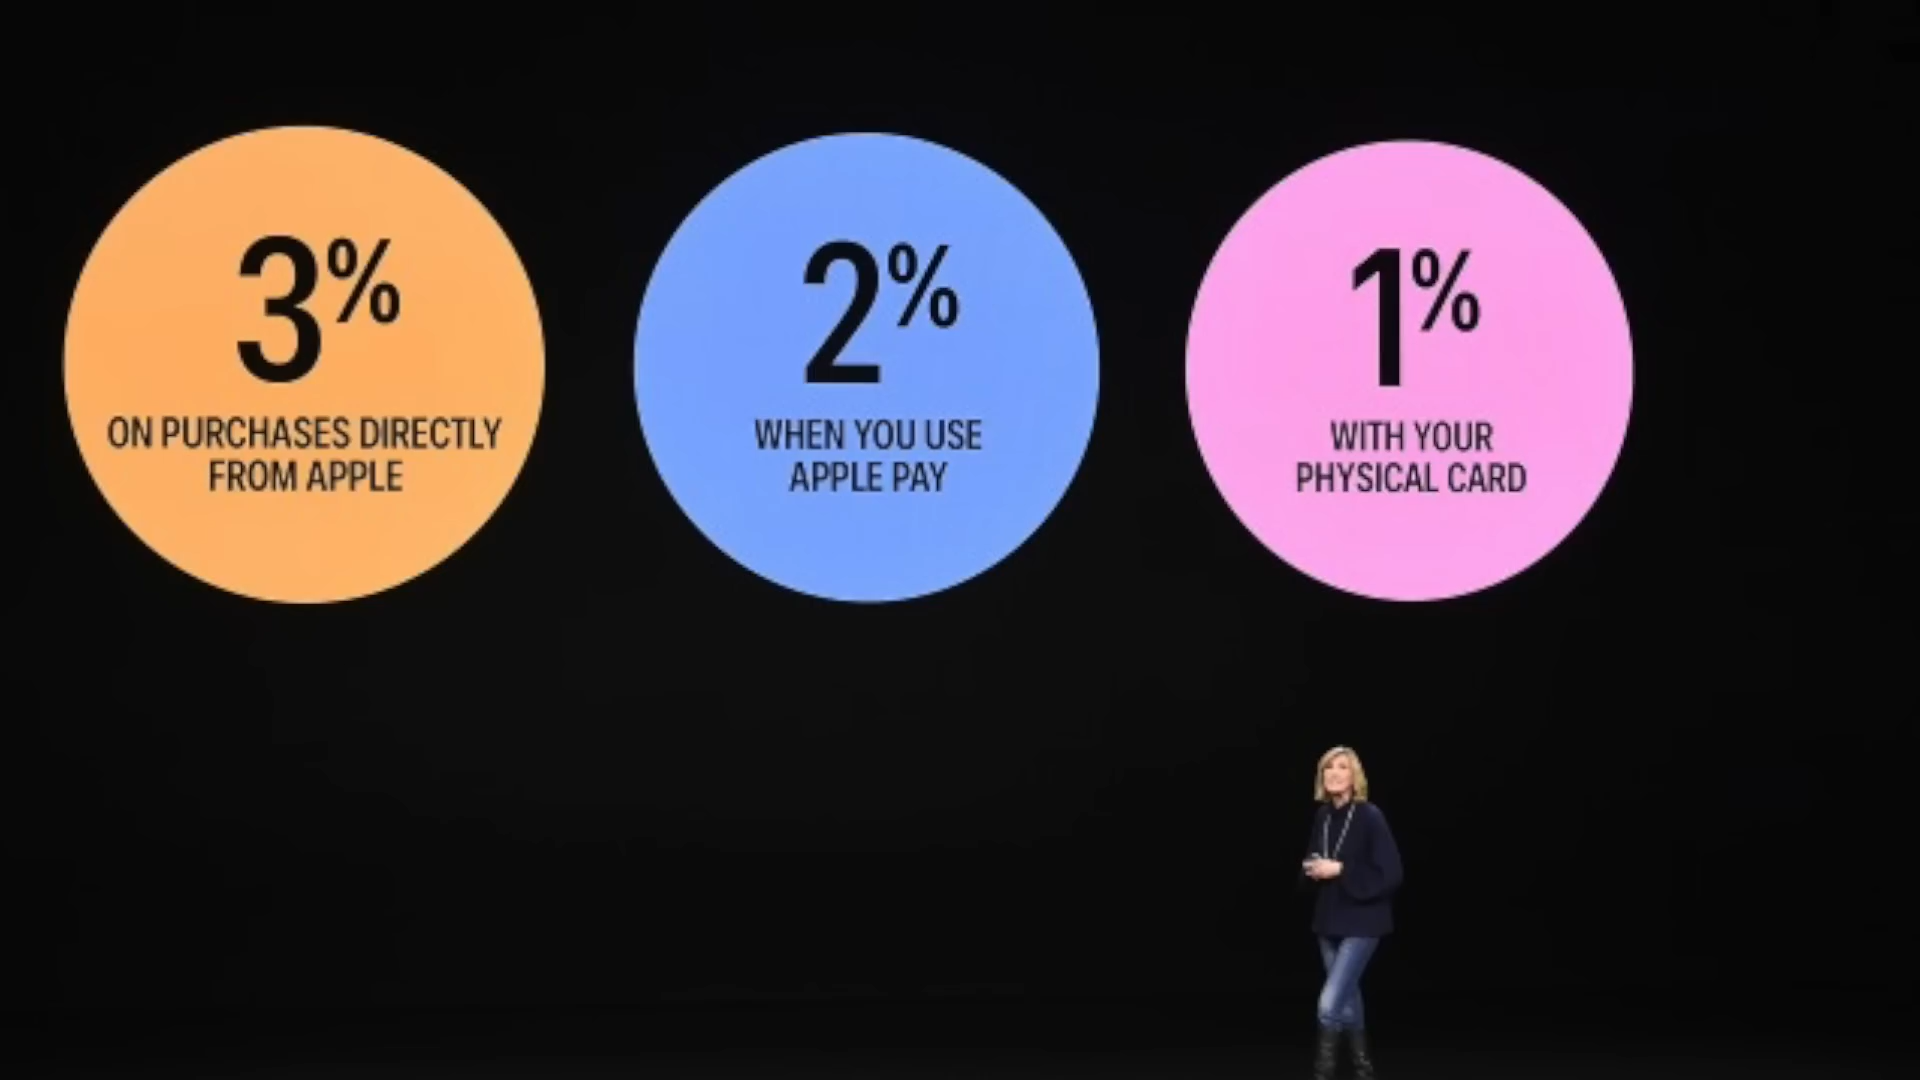 3%
ON PURCHASES DIRECTLY
FROM APPLE
2%
WHEN YOU USE
APPLE PAY
1%
WITH YOUR
PHYSICAL CARD